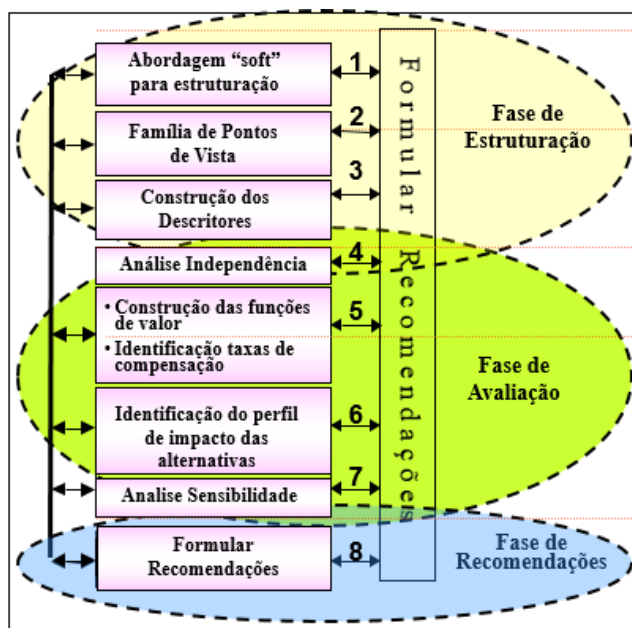 Abordagem “soft”
para estruturação
1
Família de Pontos
de Vista
2
Construção dos
Descritores
3
Análise Independência
4
• Construção das funções
de valor
• Identificação taxas de
compensação
5
Identificação do perfil
de impacto das
alternativas
6
Analise Sensibilidade
7
Formular
Recomendações
8
Formular Recomendações
Fase de
Estruturação
Fase de
Avaliação
Fase de
Recomendações